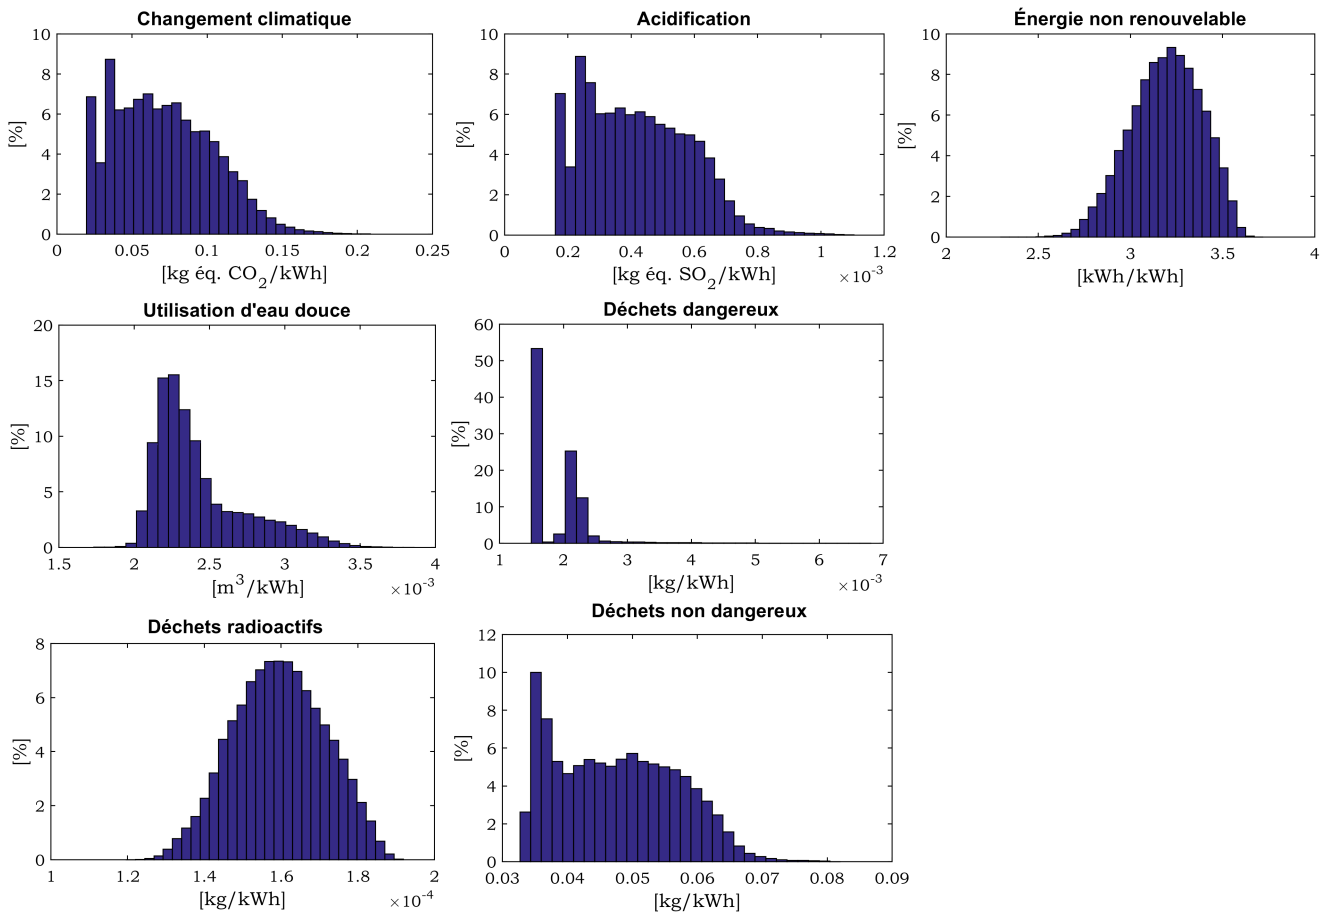 Changement climatique
[%]
10
8
6
4
2
0
0 0.05 0.1 0.15 0.2 0.25
[kg éq. CO2/kWh]
Acidification
[%]
10
8
6
4
2
0
0 0.2 0.4 0.6 0.8 1 1.2
[kg éq. SO2/kWh] ×10-3
Énergie non renouvelable
[%]
10
8
6
4
2
0
2 2.5 3 3.5 4
[kWh/kWh]
Utilisation d'eau douce
[%]
20
15
10
5
0
1.5 2 2.5 3 3.5 4
[m3/kWh] ×10-3
Déchets dangereux
[%]
60
50
40
30
20
10
0
1 2 3 4 5 6 7
[kg/kWh] ×10-3
Déchets radioactifs
[%]
8
6
4
2
0
1 1.2 1.4 1.6 1.8 2
[kg/kWh] ×10-4
Déchets non dangereux
[%]
12
10
8
6
4
2
0
0.03 0.04 0.05 0.06 0.07 0.08 0.09
[kg/kWh]